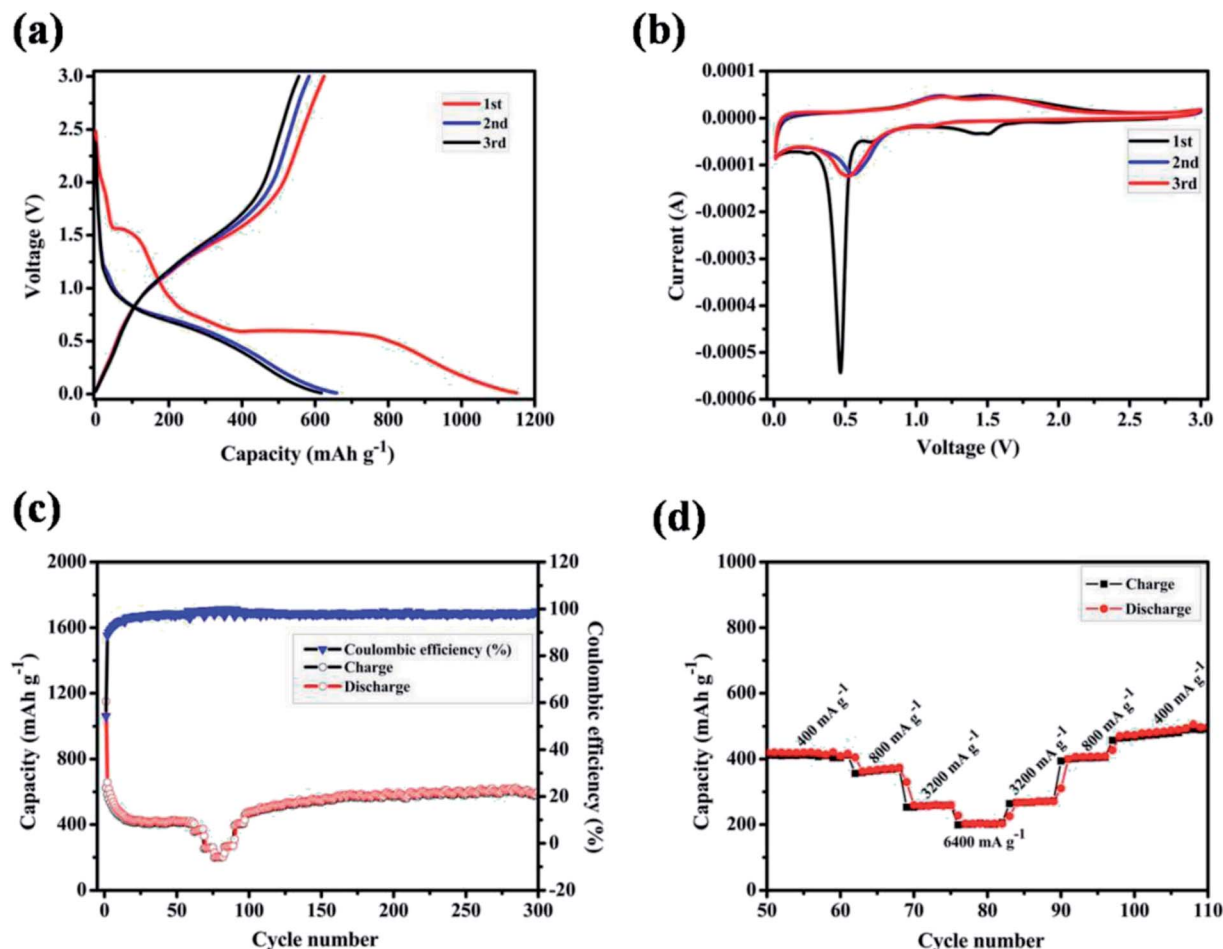 (a)
3.0
2.5
2.0
1.5
1.0
0.5
0.0
Voltage (V)
1st
2nd
3rd
0 200 400 600 800 1000 1200
Capacity (mAh g-1)
(b)
0.0001
0.0000
-0.0001
-0.0001
-0.0003
-0.0004
-0.0005
-0.0006
Current (A)
1st
2nd
3rd
0.0 0.5 1.0 1.5 2.0 2.5 3.0
Voltage (V)
(c)
2000
1600
1200
800
400
0
Capacity (mAh g-1)
Coulombic efficiency (%)
Charge
Discharge
120
100
80
60
40
20
0
-20
Coulombic efficiency (%)
0 50 100 150 200 250 300
Cycle number
(d)
1000
800
600
400
200
0
Capacity (mAh g-1)
Charge
Discharge
400 mA g-1
800 mA g-1
3200 mA g-1
6400 mA g-1
3200 mA g-1
800 mA g-1
400 mA g-1
50 60 70 80 90 100 110
Cycle number